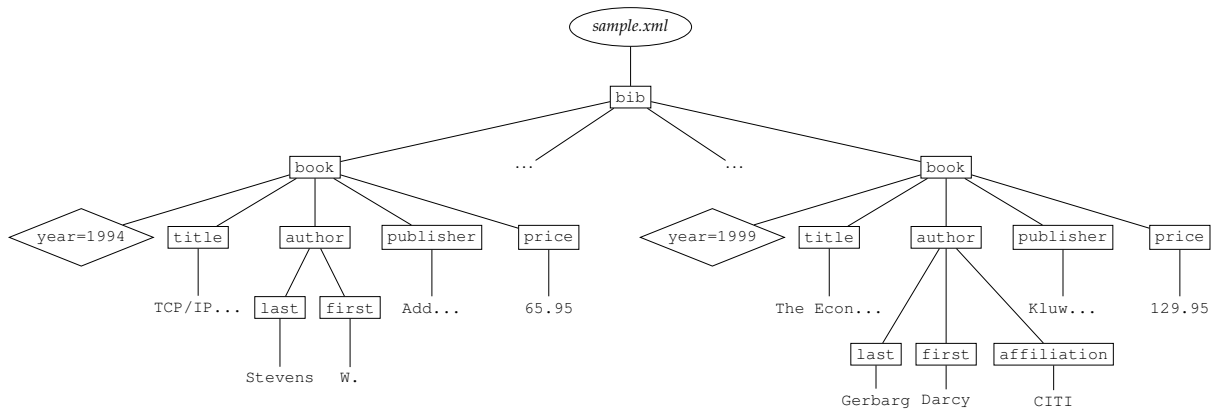 sample.xml
bib
book ... ... book
year=1994 title author publisher price year=1999 title author publisher price
TCP/IP... last first Add... 65.95 The Econ... Kluw... 129.95
last first affiliation
Stevens W.
Gerbarg Darcy CITI